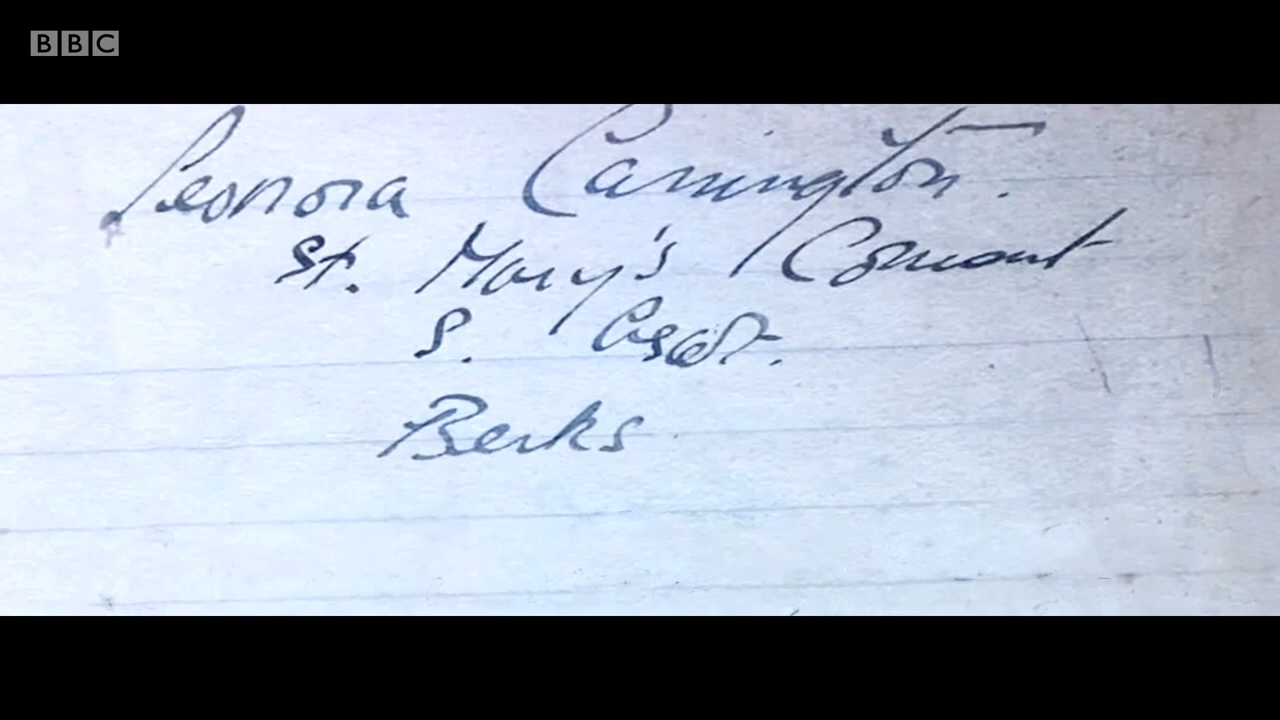 BBC
Leonora Carrington.
St. Mary's Convent
S. Ascot.
Berks